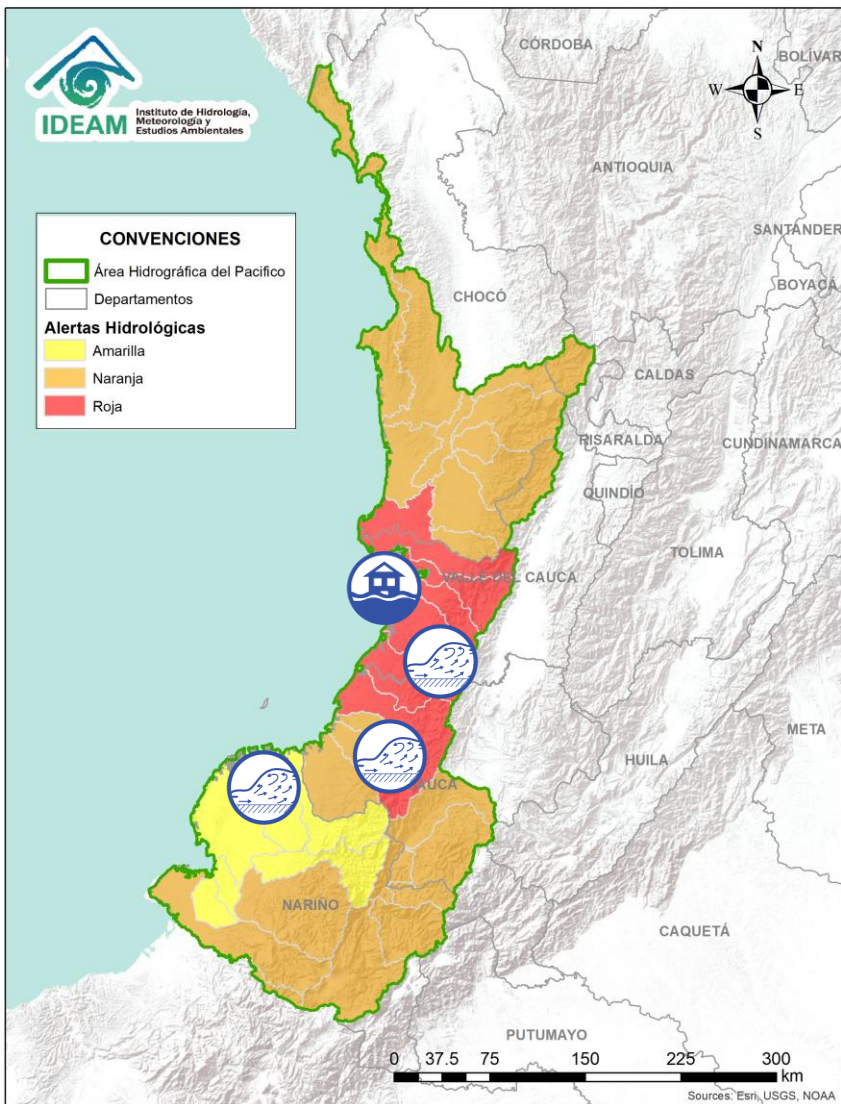 IDEAM
Instituto de Hidrología,
Meteorología y
Estudios Ambientales
CÓRDOBA
BOLÍVAR
N
W
E
S
ANTIOQUIA
SANTANDER
BOYACÁ
CONVENCIONES
Área Hidrográfica del Pacifico
Departamentos
Alertas Hidrológicas
Amarilla
Naranja
Roja
CHOCÓ
CALDAS
RISARALDA
CUNDINAMARCA
QUINDÍO
TOLIMA
VALLE DEL CAUCA
META
HUILA
CAUCA
NARIÑO
CAQUETÁ
PUTUMAYO
0 37.5 75 150 225 300
km
Sources: Esri, USGS, NOAA